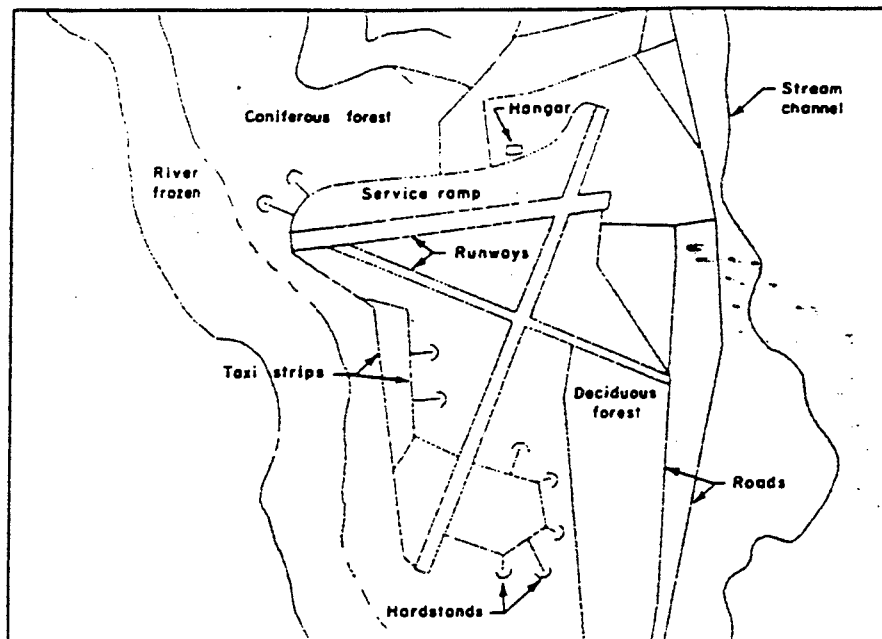 Stream
channel
Hangar
Coniferous forest
River
frozen
Service ramp
Runways
Taxi strips
Deciduous
forest
Roads
Hardstands